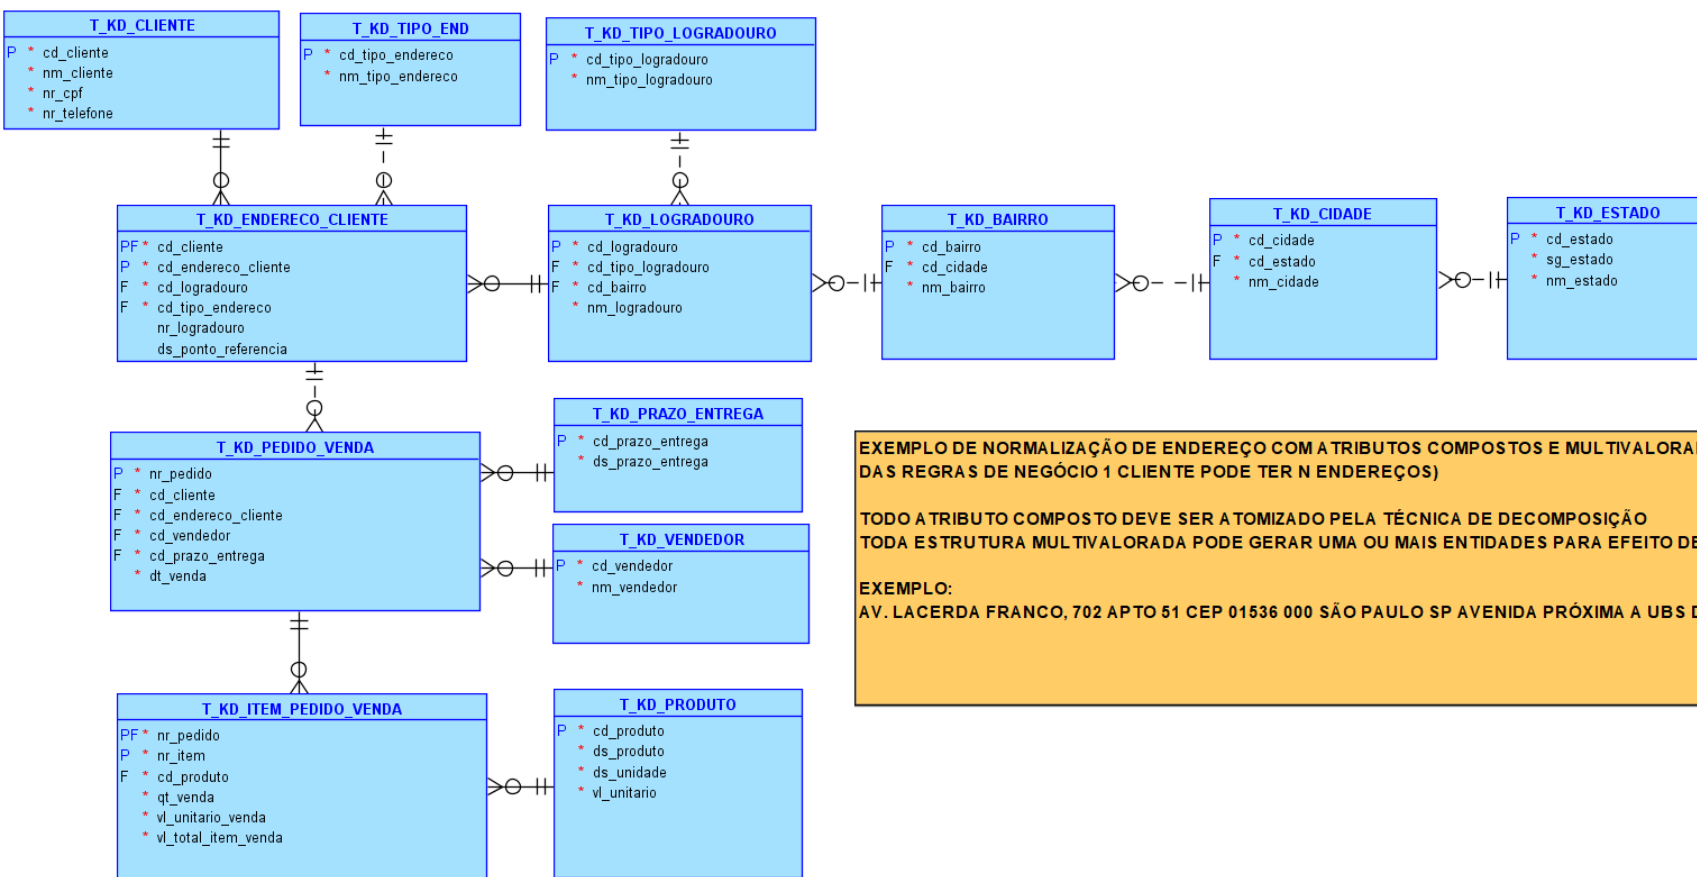 T_KD_CLIENTE
P * cd_cliente
* nm_cliente
* nr_cpf
* nr_telefone
T_KD_TIPO_END
P * cd_tipo_endereco
* nm_tipo_endereco
T_KD_TIPO_LOGRADOURO
P * cd_tipo_logradouro
* nm_tipo_logradouro
T_KD_ENDERECO_CLIENTE
PF * cd_cliente
P * cd_endereco_cliente
F * cd_logradouro
F * cd_tipo_endereco
nr_logradouro
ds_ponto_referencia
T_KD_LOGRADOURO
P * cd_logradouro
F * cd_tipo_logradouro
F * cd_bairro
* nm_logradouro
T_KD_BAIRRO
P * cd_bairro
F * cd_cidade
* nm_bairro
T_KD_CIDADE
P * cd_cidade
F * cd_estado
* nm_cidade
T_KD_ESTADO
P * cd_estado
* sg_estado
* nm_estado
T_KD_PEDIDO_VENDA
P * nr_pedido
F * cd_cliente
F * cd_endereco_cliente
F * cd_vendedor
F * cd_prazo_entrega
* dt_venda
T_KD_PRAZO_ENTREGA
P * cd_prazo_entrega
* ds_prazo_entrega
T_KD_VENDEDOR
P * cd_vendedor
* nm_vendedor
EXEMPLO DE NORMALIZAÇÃO DE ENDEREÇO COM ATRIBUTOS COMPOSTOS E
DAS REGRAS DE NEGÓCIO 1 CLIENTE PODE TER N ENDEREÇOS)
TODO ATRIBUTO COMPOSTO DEVE SER ATOMIZADO PELA TÉCNICA DE DECOMPOSIÇÃO
TODA ESTRUTURA MULTIVALORADA PODE GERAR UMA OU MAIS ENTIDADES PARA EFEITO DE
EXEMPLO:
AV. LACERDA FRANCO, 702 APTO 51 CEP 01536 000 SÃO PAULO SP AVENIDA PRÓXIMA A UBS
T_KD_ITEM_PEDIDO_VENDA
PF * nr_pedido
P * nr_item
F * cd_produto
* qt_venda
* vl_unitario_venda
* vl_total_item_venda
T_KD_PRODUTO
P * cd_produto
* ds_produto
* ds_unidade
* vl_unitario